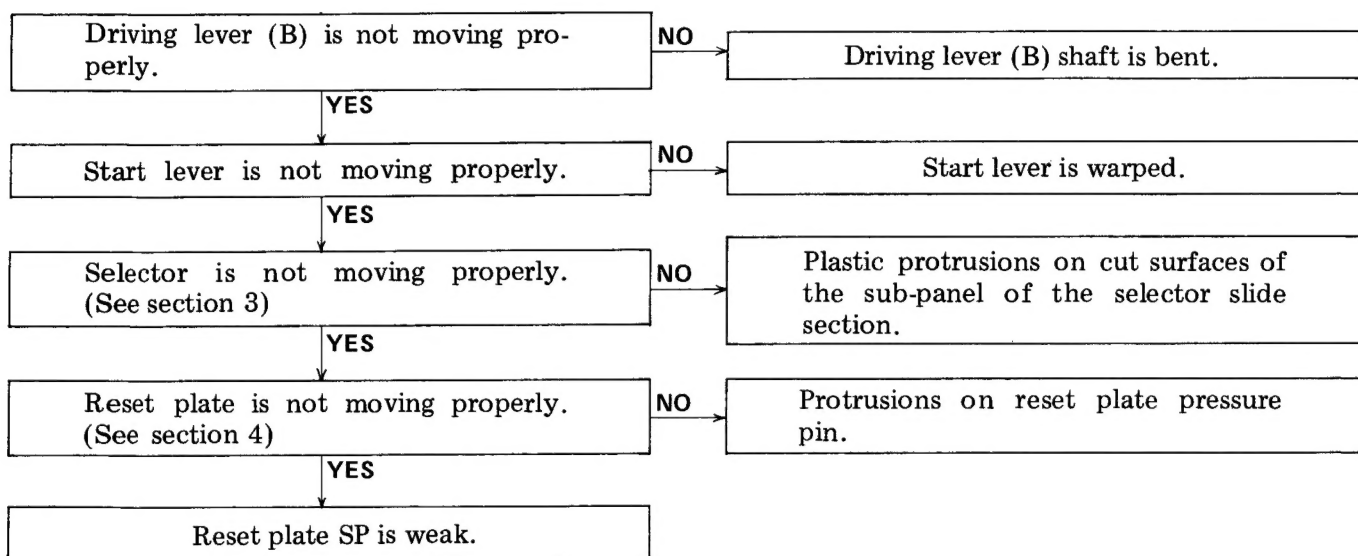 Driving lever (B) is not moving pro-
perly.
NO
Driving lever (B) shaft is bent.
YES
Start lever is not moving properly.
NO
Start lever is warped.
YES
Selector is not moving properly.
(See section 3)
NO
Plastic protrusions on cut surfaces of
the sub-panel of the selector slide
section.
YES
Reset plate is not moving properly.
(See section 4)
NO
Protrusions on reset plate pressure
pin.
YES
Reset plate SP is weak.